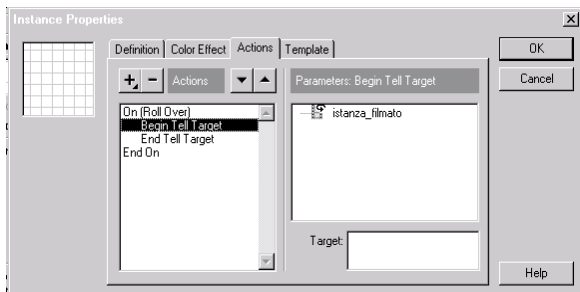 Instance Properties
Definition Color Effect Actions Template
OK
Cancel
+ - Actions
Parameters: Begin Tell Target
On (Roll Over)
Begin Tell Target
End Tell Target
End On
istanza_filmato
Target:
Help